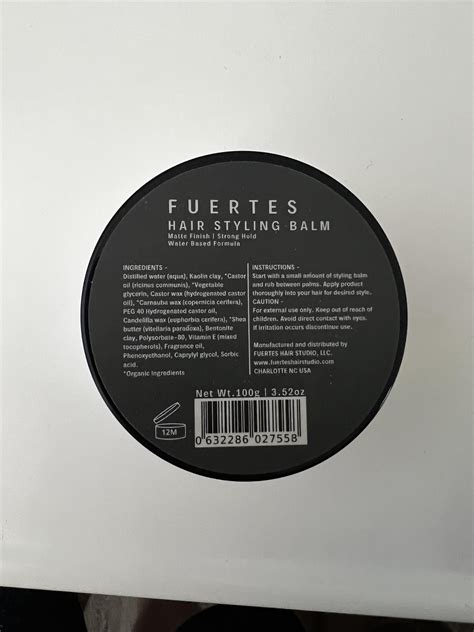 FUERTES
HAIR STYLING BALM
Matte Finish | Strong Hold
Water Based Formula
INGREDIENTS -
Distilled water (aqua), Kaolin clay, *Castor
oil (ricinus communis), *Vegetable
glycerin, Castor wax (hydrogenated castor
oil), *Carnauba wax (copernicia cerifera),
PEG 40 Hydrogenated castor oil,
Candelilla wax (euphorbia cerifera), *Shea
butter (vitellaria paradoxa), Bentonite
clay, Polysorbate-80, Vitamin E (mixed
tocopherols), Fragrance oil,
Phenoxyethanol, Caprylyl glycol, Sorbic
acid.
*Organic Ingredients
INSTRUCTIONS -
Start with a small amount of styling balm
and rub between palms. Apply product
thoroughly into your hair for desired style.
CAUTION -
For external use only. Keep out of reach of
children. Avoid direct contact with eyes.
If irritation occurs discontinue use.
Manufactured and distributed by
FUERTES HAIR STUDIO, LLC.
www.fuerteshairstudio.com
CHARLOTTE NC USA
Net Wt.100g | 3.52oz
12M
0 632286 027558